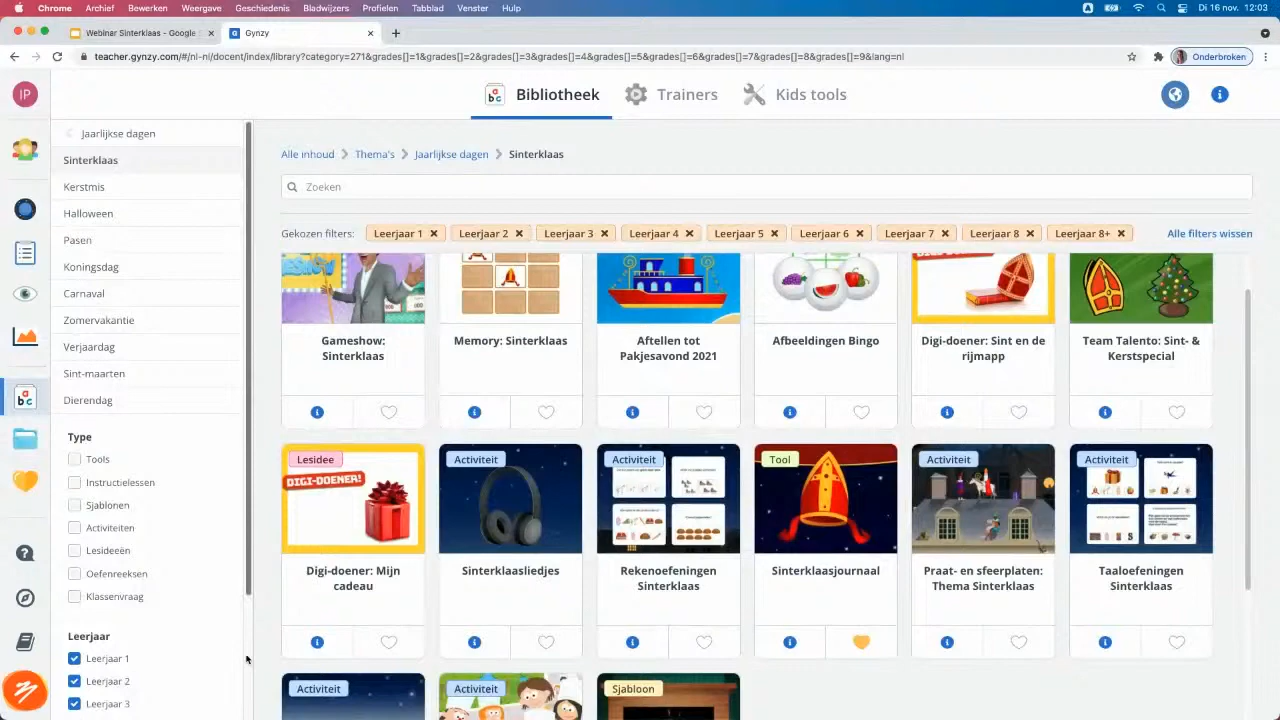 Chrome Archief Bewerken Weergave Geschiedenis Bladwijzers Profielen Tabblad Venster Hulp Di 16 nov. 12:03
Webinar Sinterklaas - Google Gynzy
teacher.gynzy.com/#/nl-nl/docent/index/library?category=271&grades[]=1&grades[]=2&grades[]=3&grades[]=4&grades[]=5&grades[]=6&grades[]=7&grades[]=8&grades[]=9&lang=nl Onderbroken
IP
abc Bibliotheek Trainers Kids tools
Jaarlijkse dagen
Sinterklaas
Kerstmis
Halloween
Pasen
Koningsdag
Carnaval
Zomervakantie
Verjaardag
Sint-maarten
Dierendag
Type
Tools
Instructielessen
Sjablonen
Activiteiten
Lesideeën
Oefenreeksen
Klassenvraag
Leerjaar
Leerjaar 1
Leerjaar 2
Leerjaar 3
Alle inhoud Thema's Jaarlijkse dagen Sinterklaas
Zoeken
Gekozen filters: Leerjaar 1 Leerjaar 2 Leerjaar 3 Leerjaar 4 Leerjaar 5 Leerjaar 6 Leerjaar 7 Leerjaar 8 Leerjaar 8+ Alle filters wissen
Gameshow: Sinterklaas
Memory: Sinterklaas
Aftellen tot Pakjesavond 2021
Afbeeldingen Bingo
Digi-doener: Sint en de rijmapp
Team Talento: Sint- & Kerstspecial
Lesidee
DIGI-DOENER!
Digi-doener: Mijn cadeau
Activiteit
Sinterklaasliedjes
Activiteit
Rekenoefeningen Sinterklaas
Tool
Sinterklaasjournaal
Activiteit
Praat- en sfeerplaten: Thema Sinterklaas
Activiteit
Taaloefeningen Sinterklaas
Activiteit
Activiteit
Sjabloon